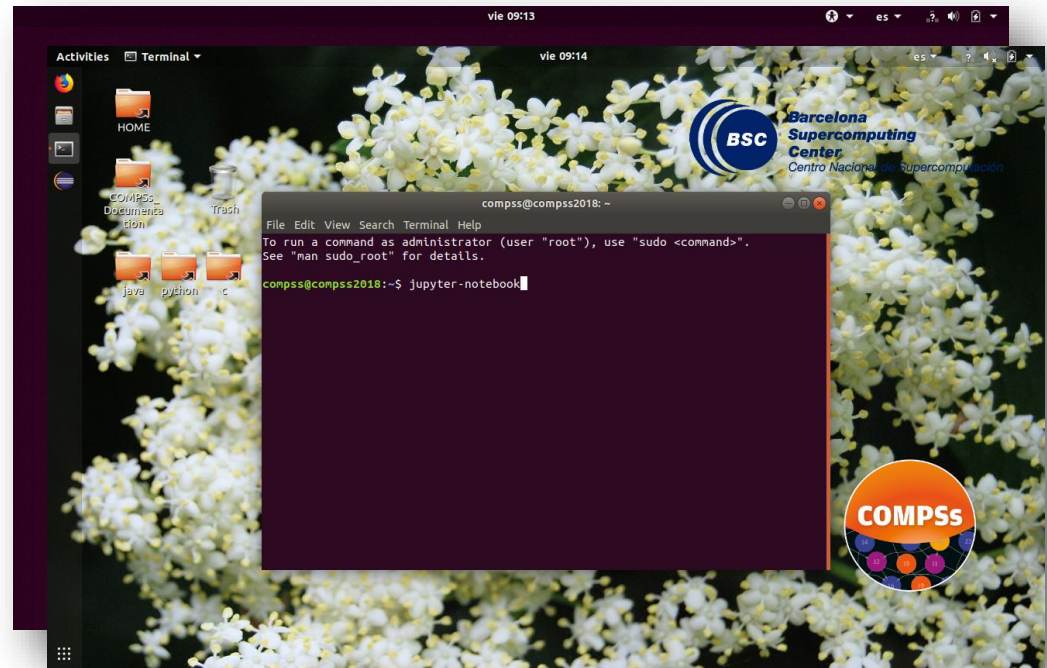 vie 09:13
es
Activities
Terminal
vie 09:14
es
HOME
COMPSs_
Documenta
tion
Trash
java
python
c
BSC
Barcelona
Supercomputing
Center
Centro Nacional de Supercomputación
compss@compss2018: ~
File Edit View Search Terminal Help
To run a command as administrator (user "root"), use "sudo <command>".
See "man sudo_root" for details.
compss@compss2018:~$ jupyter-notebook
COMPSs